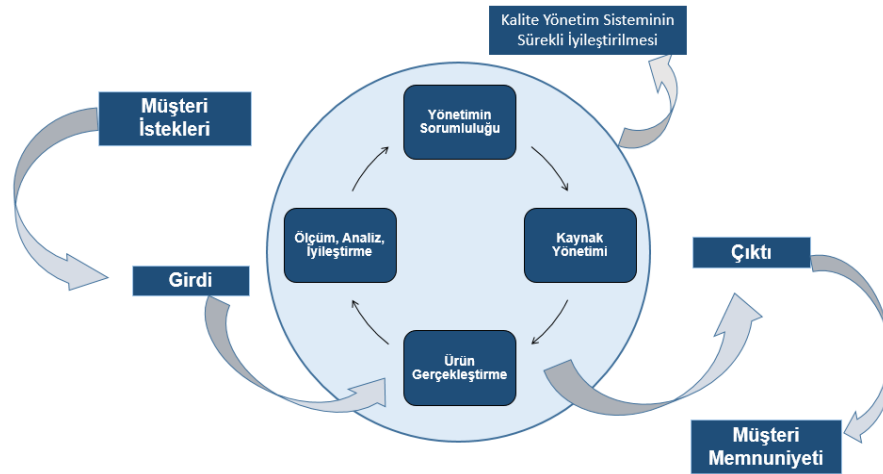 Kalite Yönetim Sisteminin
Sürekli İyileştirilmesi
Müşteri
İstekleri
Yönetimin
Sorumluluğu
Ölçüm, Analiz,
İyileştirme
Kaynak
Yönetimi
Çıktı
Girdi
Ürün
Gerçekleştirme
Müşteri
Memnuniyeti